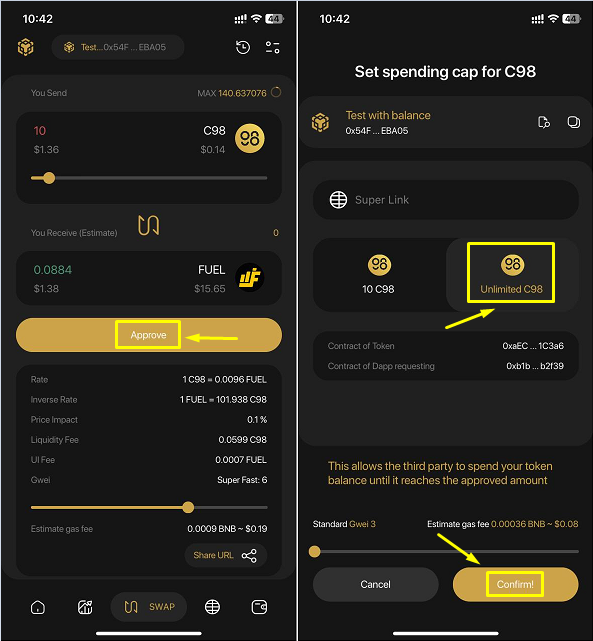 10:42
44
Test...0x54F ... EBA05
You Send
MAX 140.637076
10
C98
$1.36
$0.14
You Receive (Estimate)
0
0.0884
FUEL
$1.38
$15.65
Approve
Rate
1 C98 = 0.0096 FUEL
Inverse Rate
1 FUEL = 101.938 C98
Price Impact
0.1 %
Liquidity Fee
0.0599 C98
UI Fee
0.0007 FUEL
Gwei
Super Fast: 6
Estimate gas fee
0.0009 BNB ~ $0.19
Share URL
SWAP
10:42
44
Set spending cap for C98
Test with balance
0x54F ... EBA05
Super Link
98
98
10 C98
Unlimited C98
Contract of Token
0xaEC ... 1C3a6
Contract of Dapp requesting
0xb1b ... b2f39
This allows the third party to spend your token
balance until it reaches the approved amount
Standard Gwei 3
Estimate gas fee 0.00036 BNB ~ $0.08
Cancel
Confirm!